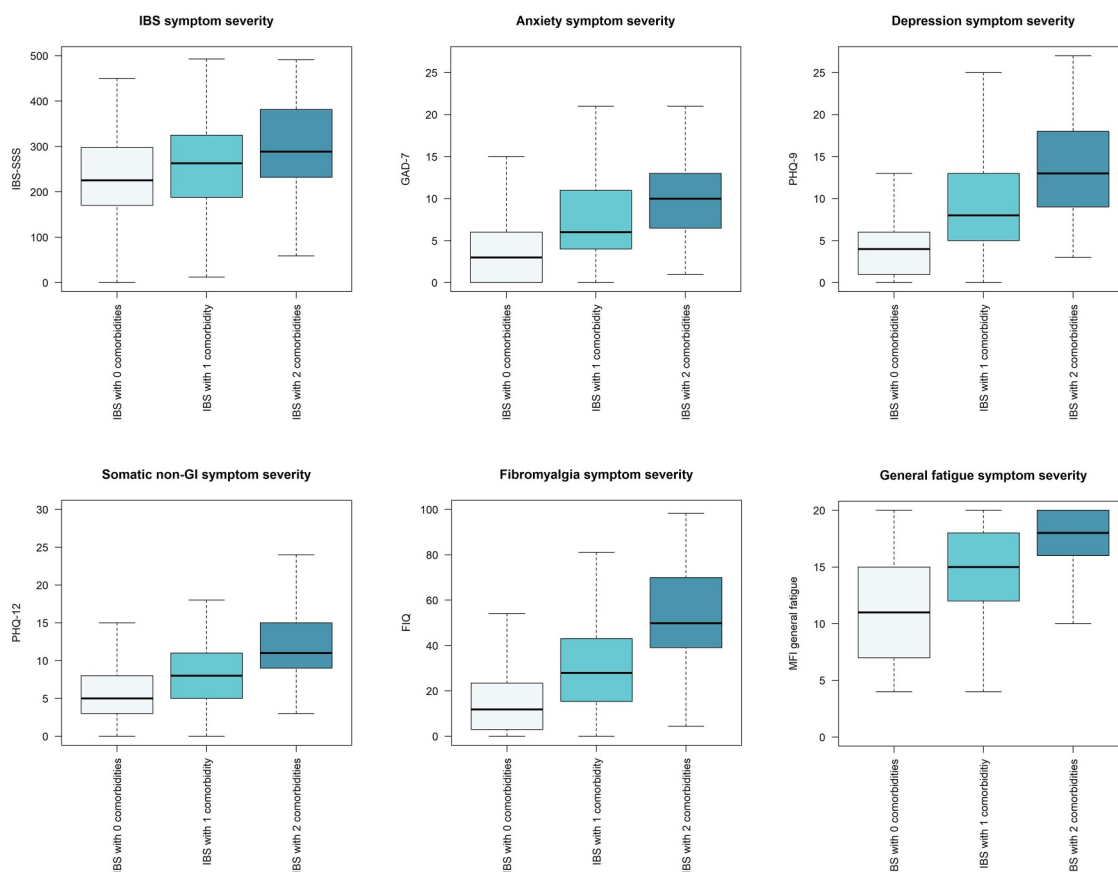 IBS symptom severity
500
400
300
200
100
0
IBS-SSS
IBS with 0 comorbidities
IBS with 1 comorbidity
IBS with 2 comorbidities
Anxiety symptom severity
25
20
15
10
5
0
GAD-7
IBS with 0 comorbidities
IBS with 1 comorbidity
IBS with 2 comorbidities
Depression symptom severity
25
20
15
10
5
0
PHQ-9
IBS with 0 comorbidities
IBS with 1 comorbidity
IBS with 2 comorbidities
Somatic non-GI symptom severity
30
25
20
15
10
5
0
PHQ-12
IBS with 0 comorbidities
IBS with 1 comorbidity
IBS with 2 comorbidities
Fibromyalgia symptom severity
100
80
60
40
20
0
FIQ
IBS with 0 comorbidities
IBS with 1 comorbidity
IBS with 2 comorbidities
General fatigue symptom severity
20
15
10
5
0
MFI general fatigue
BS with 0 comorbidities
IBS with 1 comorbiditiy
BS with 2 comorbidities